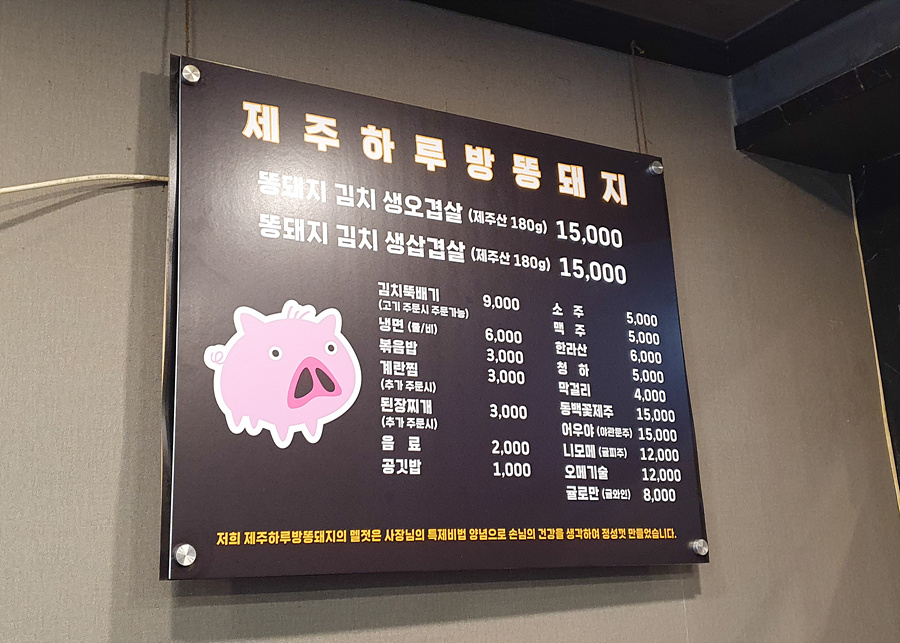 제주하루방똥돼지
똥돼지 김치 생오겹살 (제주산 180g) 15,000
똥돼지 김치 생삽겹살 (제주산 180g) 15,000
김치뚝배기 9,000
(고기 주문시 주문가능)
냉면 (물/비) 6,000
볶음밥 3,000
계란찜 3,000
(추가 주문시)
된장찌개 3,000
(추가 주문시)
음 료 2,000
공깃밥 1,000
소 주 5,000
맥 주 5,000
한라산 6,000
청 하 5,000
막걸리 4,000
동백꽃제주 15,000
어우야 (야관문주) 15,000
니모메 (귤피주) 12,000
오메기술 12,000
귤로만 (귤와인) 8,000
저희 제주하루방똥돼지의 멜젓은 사장님의 특제비법 양념으로 손님의 건강을 생각하여 정성껏 만들었습니다.